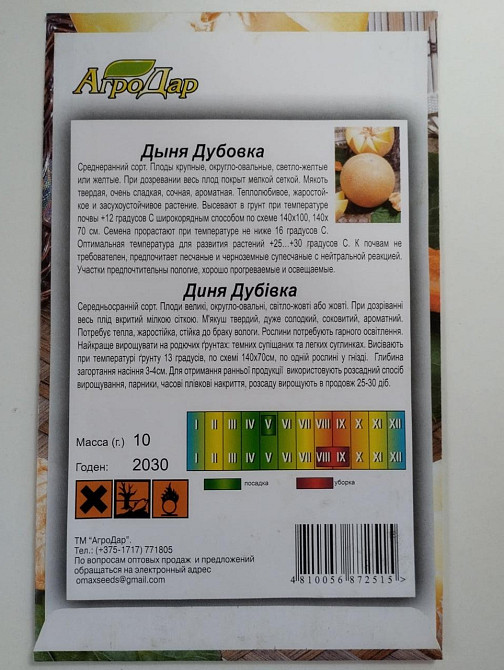 АгроДар
Дыня Дубовка
Среднеранний сорт. Плоды крупные, округло-овальные, светло-желтые
или желтые. При дозревании весь плод покрыт мелкой сеткой. Мякоть
твердая, очень сладкая, сочная, ароматная. Теплолюбивое, жаростой-
кое и засухоустойчивое растение. Высевают в грунт при температуре
почвы +12 градусов С широкорядным способом по схеме 140х100, 140х
70 см. Семена прорастают при температуре не ниже 16 градусов С.
Оптимальная температура для развития растений +25...+30 градусов С. К почвам не
требователен, предпочитает песчаные и черноземные супесчаные с нейтральной реакцией.
Участки предпочтительны пологие, хорошо прогреваемые и освещаемые.
Диня Дубівка
Середньосранній сорт. Плоди великі, округло-овальні, світло-жовті або жовті. При дозріванні
весь плід вкритий мілкою сіткою. М'якуш твердий, дуже солодкий, соковитий, ароматний.
Потребує тепла, жаростійка, стійка до браку вологи. Рослини потребують гарного освітлення.
Найкраще вирощувати на родючих ґрунтах: темних супіщаних та легких суглинках. Висівають
при температурі ґрунту 13 градусів, по схемі 140х70см, по одній рослині у гнізді. Глибина
загортання насіння 3-4см. Для отримання ранньої продукції використовують розсадний спосіб
вирощування, парники, часові плівкові накриття, розсаду вирощують в продовж 25-30 діб.
I II III IV V VI VII VIII IX X XI XII
Масса (г.) 10
I II III IV V VI VII VIII IX X XI XII
Годен: 2030
посадка уборка
ТМ "АгроДар".
Тел.: (+375-1717) 771805
По вопросам оптовых продаж и предложений
обращаться на электронный адрес
omaxseeds@gmail.com
4 810056 872515 >